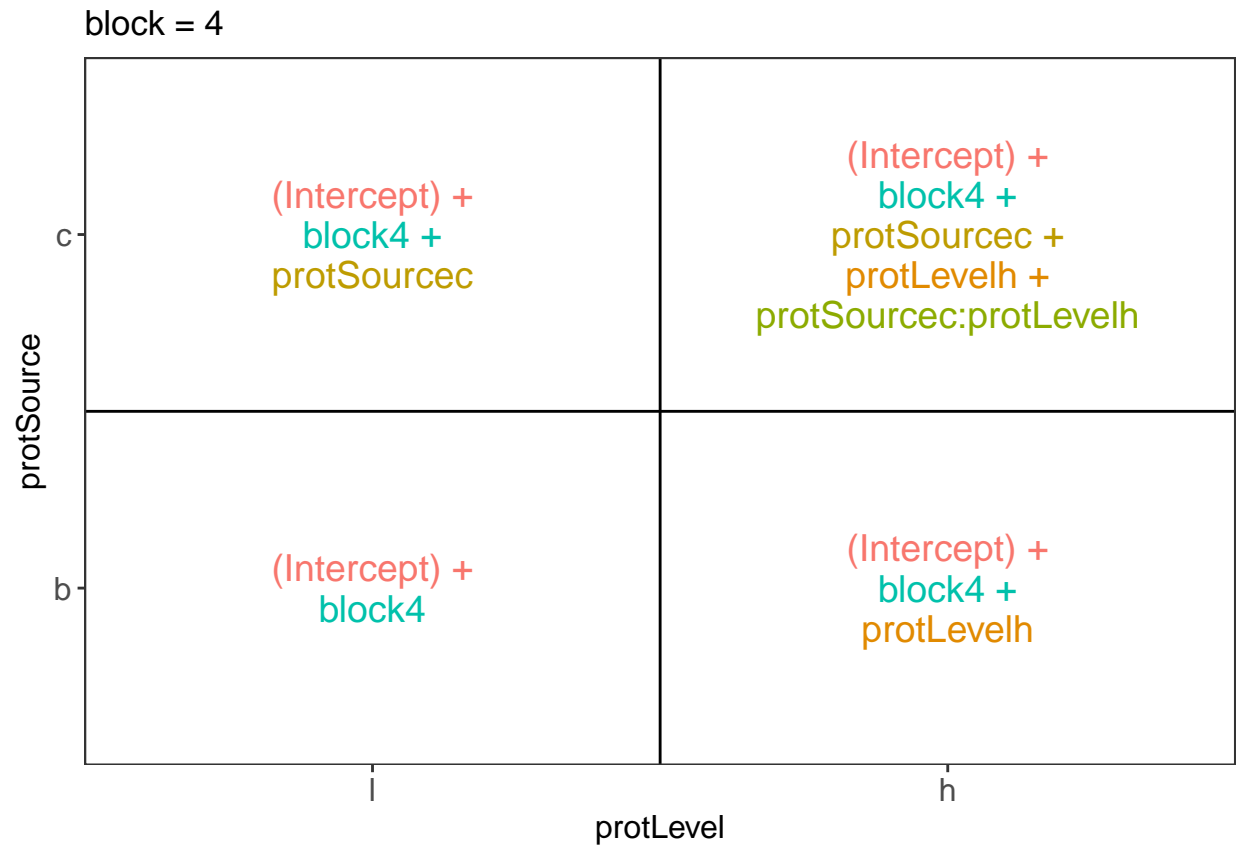 block = 4
(Intercept) +
block4 +
protSourcec
(Intercept) +
block4 +
protSourcec +
protLevelh +
protSourcec:protLevelh
c
protSource
(Intercept) +
block4
(Intercept) +
block4 +
protLevelh
b
l
h
protLevel